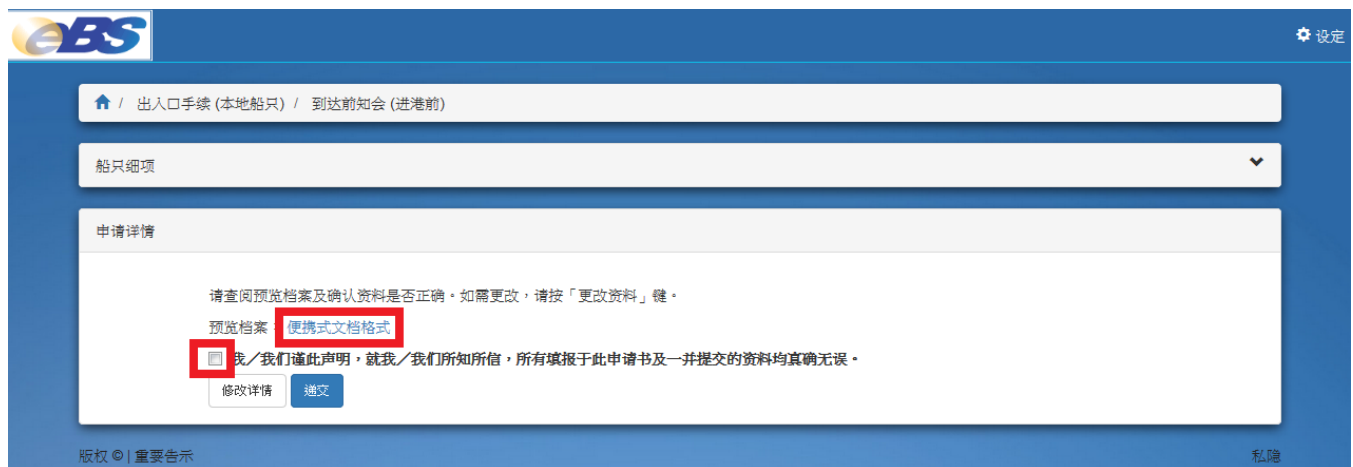 eBS
设定
/ 出入口手续 (本地船只) / 到达前知会 (进港前)
船只细项
申请详情
请查阅预览档案及确认资料是否正确。如需更改，请按「更改资料」键。
预览档案： 便携式文档格式
我／我们谨此声明，就我／我们所知所信，所有填报于此申请书及一并提交的资料均真确无误。
修改详情 递交
版权 © | 重要告示 私隐